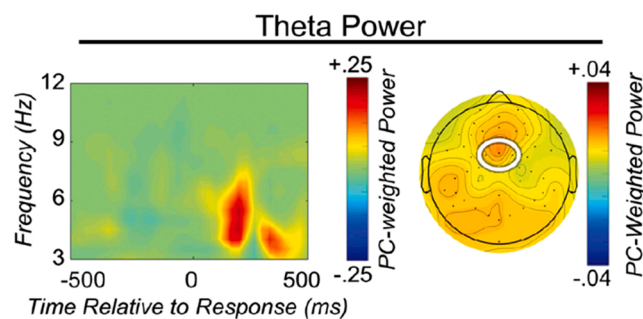 Theta Power
12
9
6
3
Frequency (Hz)
-500
0
500
Time Relative to Response (ms)
+.25
-.25
PC-weighted Power
+.04
-.04
PC-Weighted Power